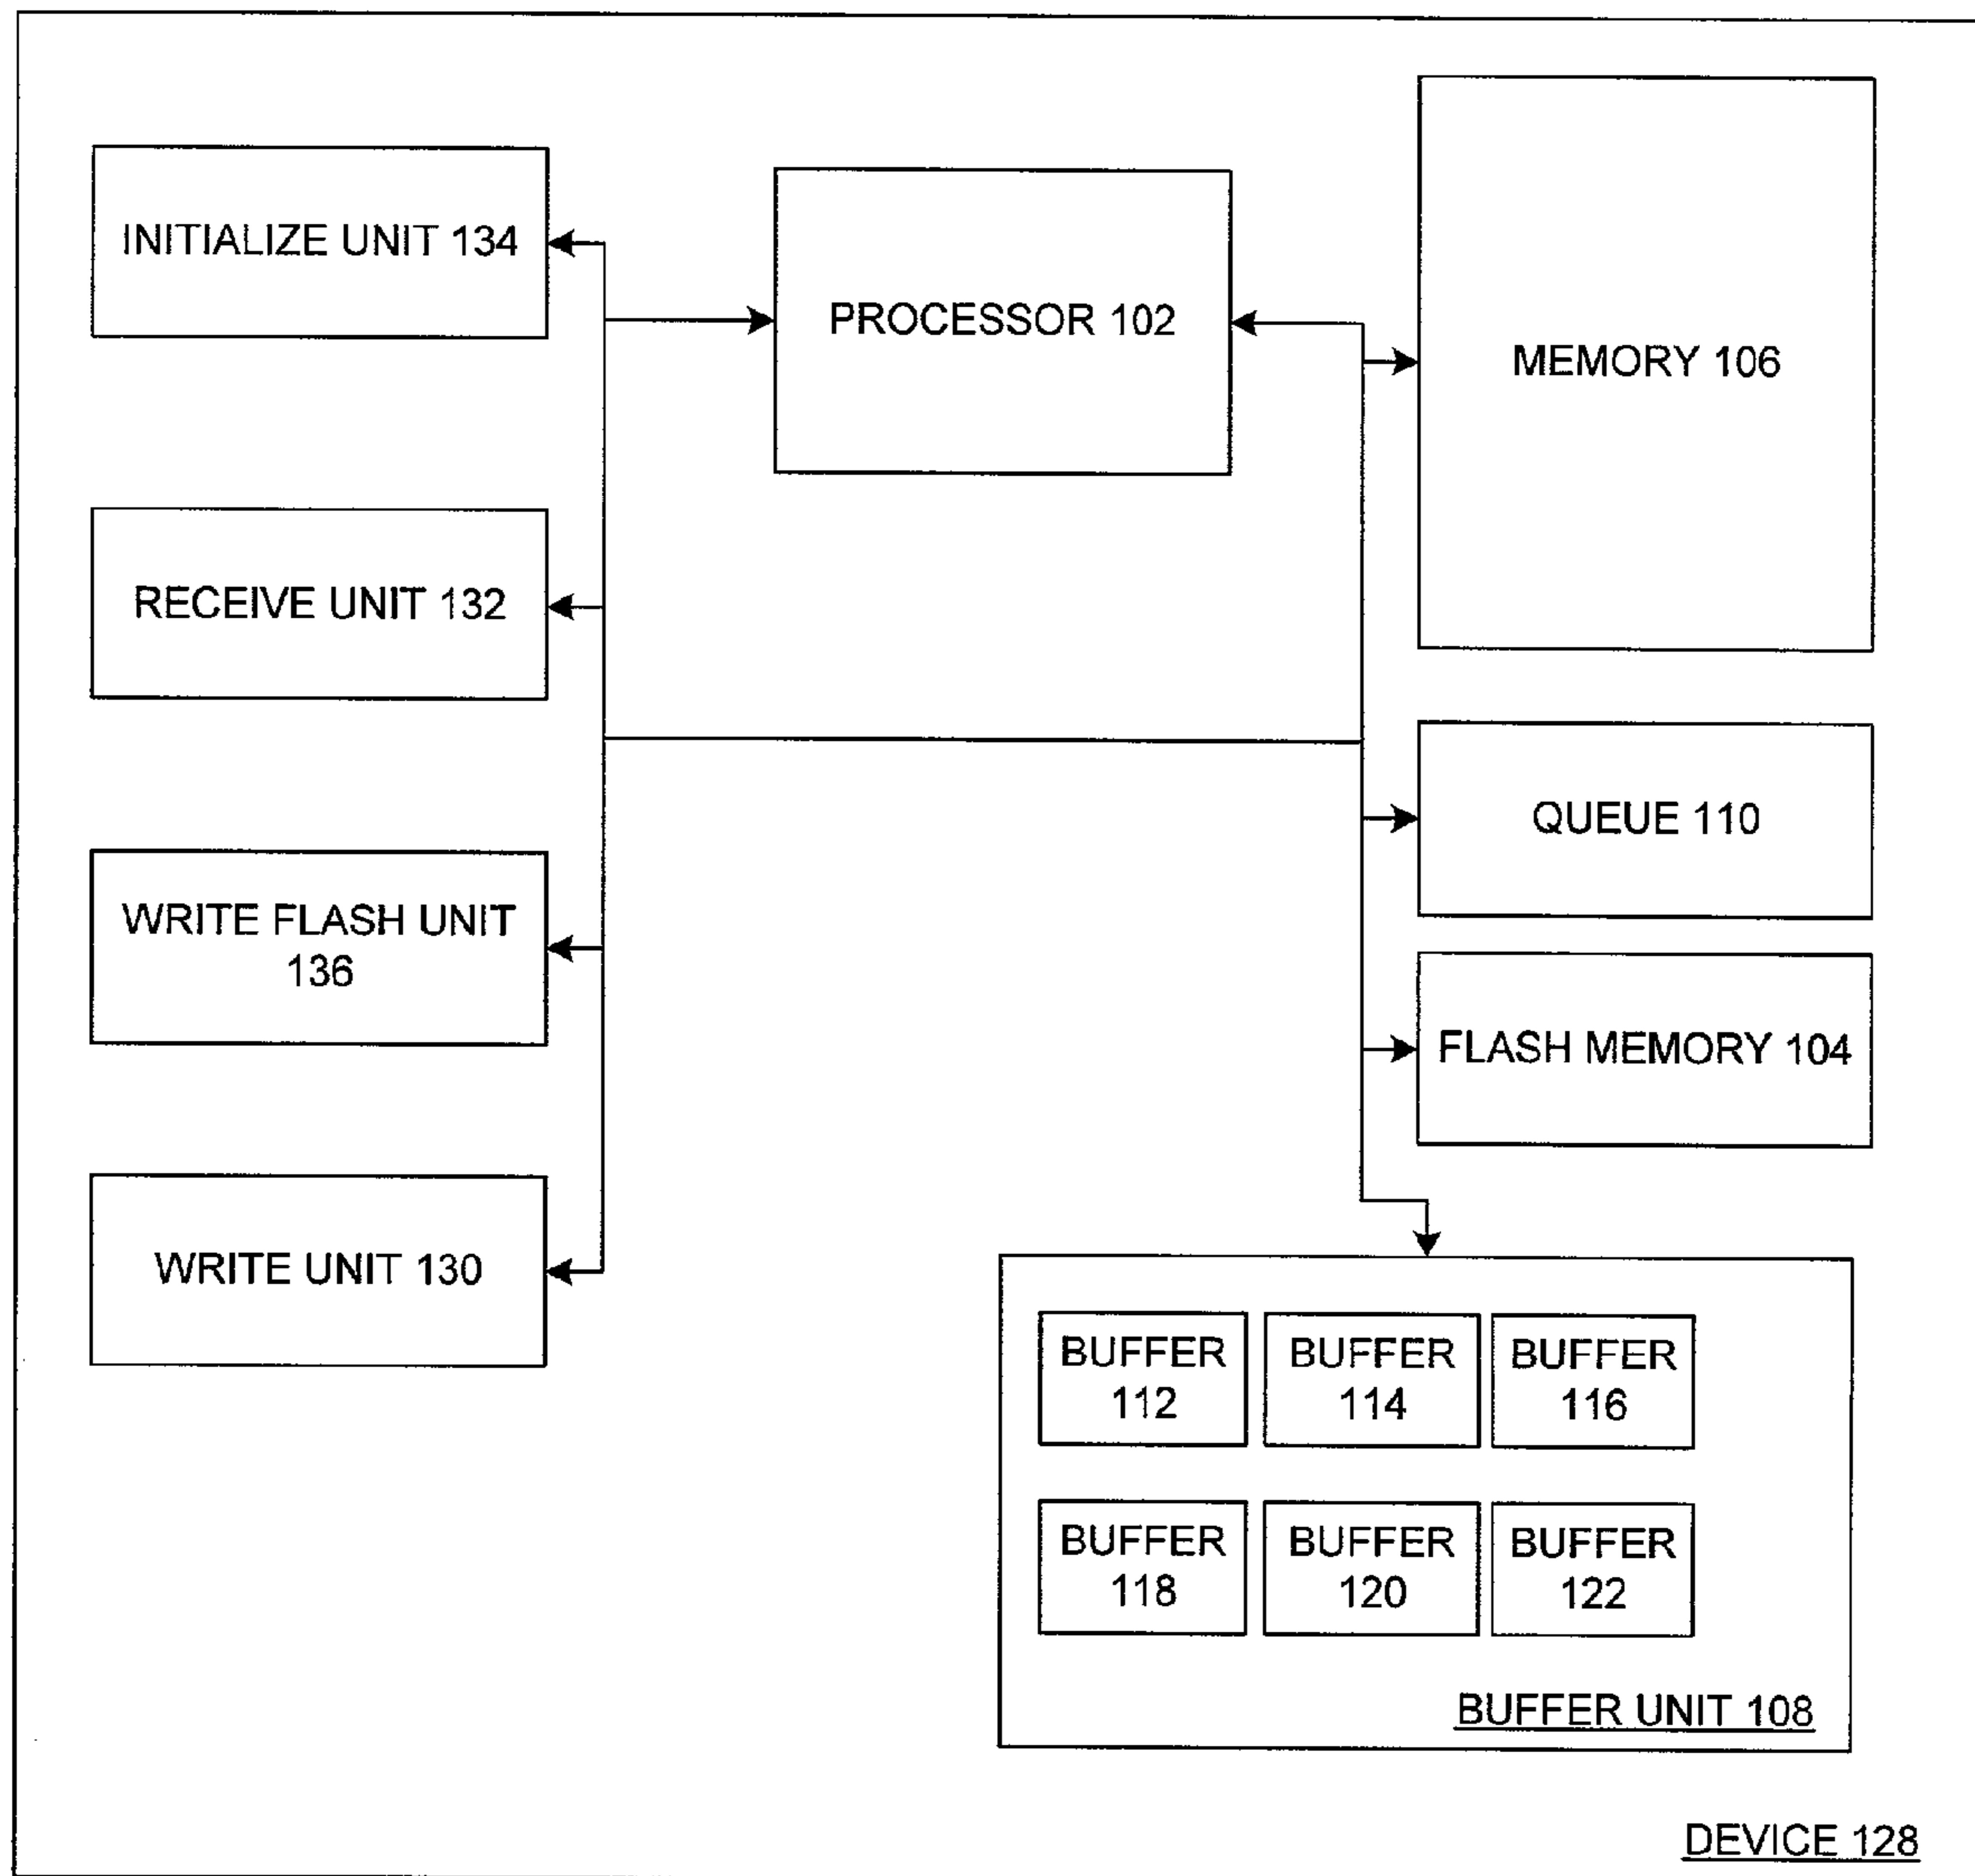 INITIALIZE UNIT 134
PROCESSOR 102
MEMORY 106
RECEIVE UNIT 132
QUEUE 110
WRITE FLASH UNIT
136
FLASH MEMORY 104
WRITE UNIT 130
BUFFER
112
BUFFER
114
BUFFER
116
BUFFER
118
BUFFER
120
BUFFER
122
BUFFER UNIT 108
DEVICE 128